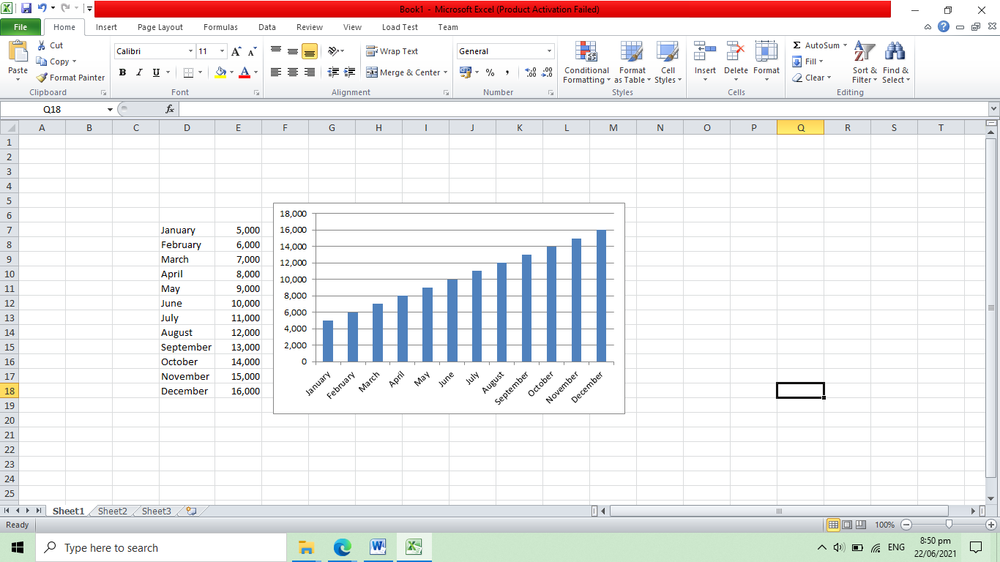 Book1 - Microsoft Excel (Product Activation Failed)
File Home Insert Page Layout Formulas Data Review View Load Test Team
Paste Cut Copy Format Painter
Calibri 11
B I U
Wrap Text
Merge & Center
General
%
Conditional Formatting Format as Table Cell Styles
Insert Delete Format
Σ AutoSum Fill Clear
Sort & Filter Find & Select
Clipboard Font Alignment Number Styles Cells Editing
Q18 fx
A B C D E F G H I J K L M N O P Q R S T
1
2
3
4
5
6
7 January 5,000
8 February 6,000
9 March 7,000
10 April 8,000
11 May 9,000
12 June 10,000
13 July 11,000
14 August 12,000
15 September 13,000
16 October 14,000
17 November 15,000
18 December 16,000
19
20
21
22
23
24
25
18,000
16,000
14,000
12,000
10,000
8,000
6,000
4,000
2,000
0
January February March April May June July August September October November December
Sheet1 Sheet2 Sheet3
Ready 100%
Type here to search
ENG
8:50 pm
22/06/2021